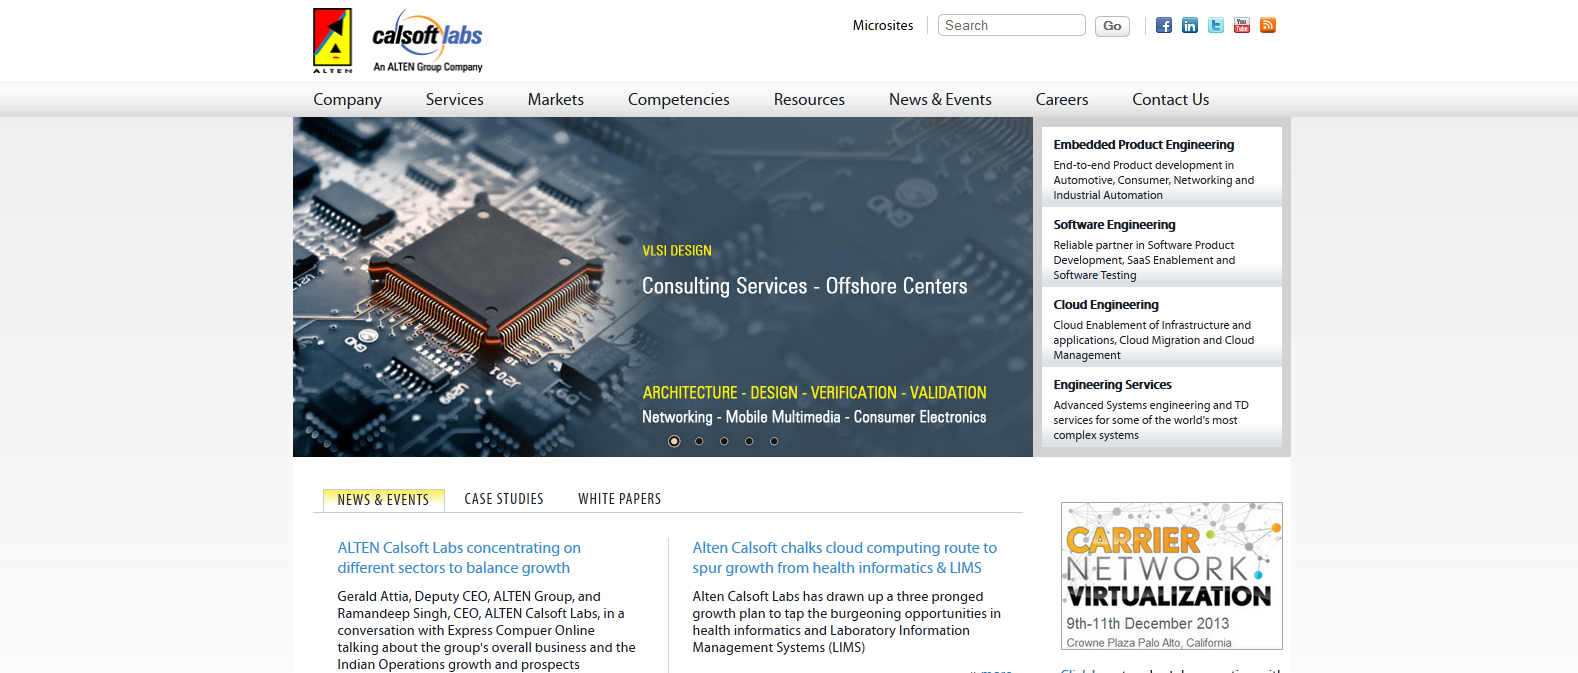 ALTEN
calsoft labs
An ALTEN Group Company
Microsites
Search
Go
You
Tube
Company
Services
Markets
Competencies
Resources
News & Events
Careers
Contact Us
VLSI DESIGN
Consulting Services - Offshore Centers
ARCHITECTURE - DESIGN - VERIFICATION - VALIDATION
Networking - Mobile Multimedia - Consumer Electronics
Embedded Product Engineering
End-to-end Product development in
Automotive, Consumer, Networking and
Industrial Automation
Software Engineering
Reliable partner in Software Product
Development, SaaS Enablement and
Software Testing
Cloud Engineering
Cloud Enablement of Infrastructure and
applications, Cloud Migration and Cloud
Management
Engineering Services
Advanced Systems engineering and TD
services for some of the world's most
complex systems
NEWS & EVENTS
CASE STUDIES
WHITE PAPERS
ALTEN Calsoft Labs concentrating on
different sectors to balance growth
Gerald Attia, Deputy CEO, ALTEN Group, and
Ramandeep Singh, CEO, ALTEN Calsoft Labs, in a
conversation with Express Compuer Online
talking about the group's overall business and the
Indian Operations growth and prospects
Alten Calsoft chalks cloud computing route to
spur growth from health informatics & LIMS
Alten Calsoft Labs has drawn up a three pronged
growth plan to tap the burgeoning opportunities in
health informatics and Laboratory Information
Management Systems (LIMS)
CARRIER
NETWORK
VIRTUALIZATION
9th-11th December 2013
Crowne Plaza Palo Alto, California